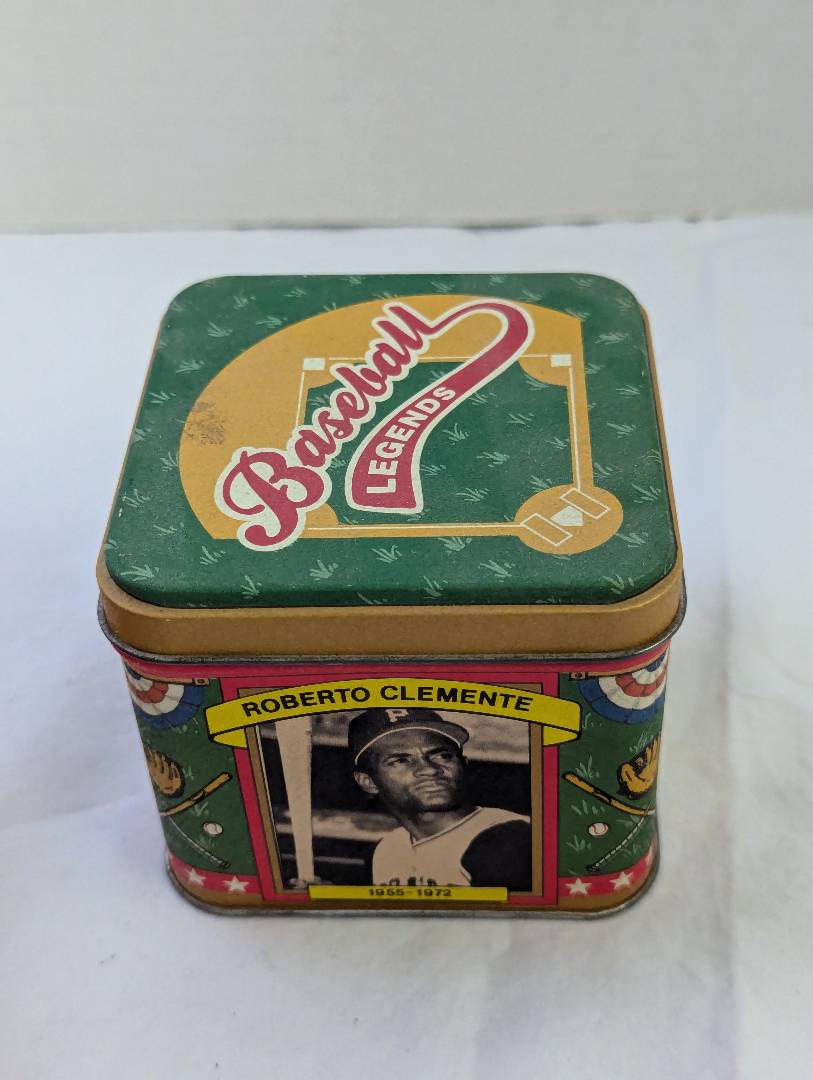 Baseball
LEGENDS
ROBERTO CLEMENTE
P
1955-1972